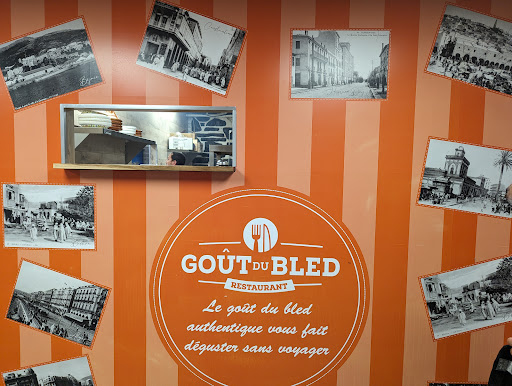 GOÛT DU BLED
RESTAURANT
Le goût du bled
authentique vous fait
déguster sans voyager